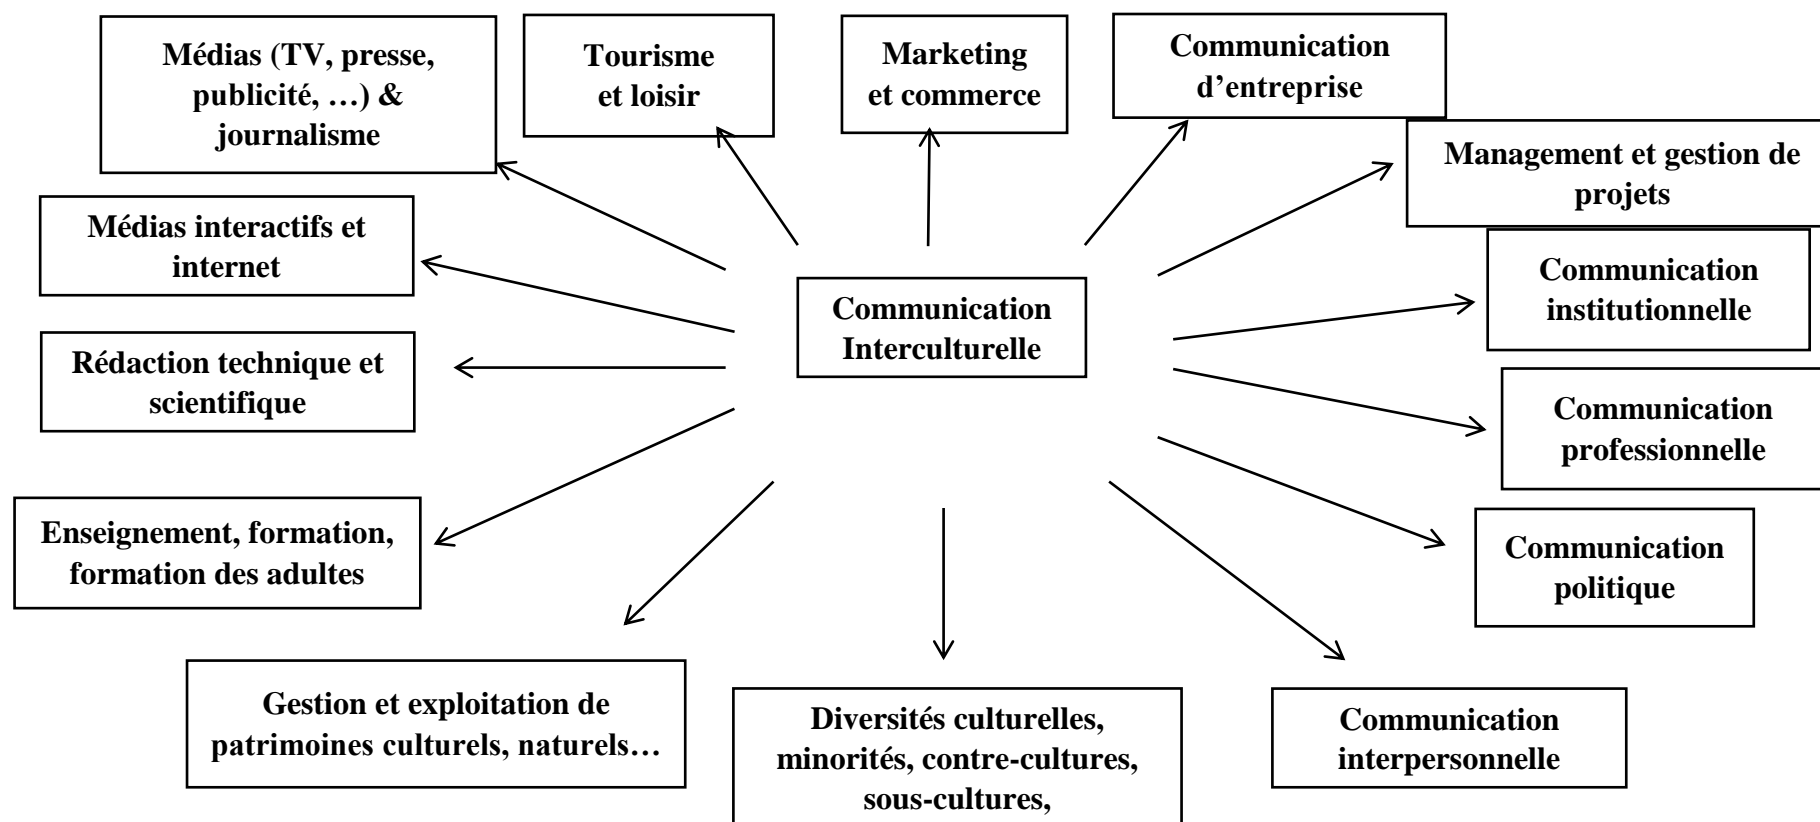 Médias (TV, presse,
publicité, …) &
journalisme
Tourisme
et loisir
Marketing
et commerce
Communication
d’entreprise
Management et gestion de
projets
Médias interactifs et
internet
Communication
institutionnelle
Communication
Interculturelle
Rédaction technique et
scientifique
Communication
professionnelle
Enseignement, formation,
formation des adultes
Communication
politique
Gestion et exploitation de
patrimoines culturels, naturels…
Diversités culturelles,
minorités, contre-cultures,
sous-cultures,
Communication
interpersonnelle